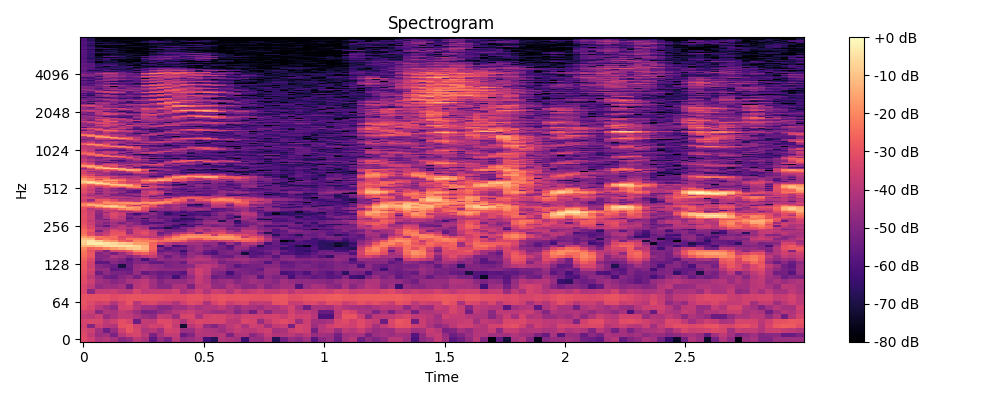 Spectrogram
Hz
4096
2048
1024
512
256
128
64
0
0
0.5
1
1.5
2
2.5
Time
+0 dB
-10 dB
-20 dB
-30 dB
-40 dB
-50 dB
-60 dB
-70 dB
-80 dB